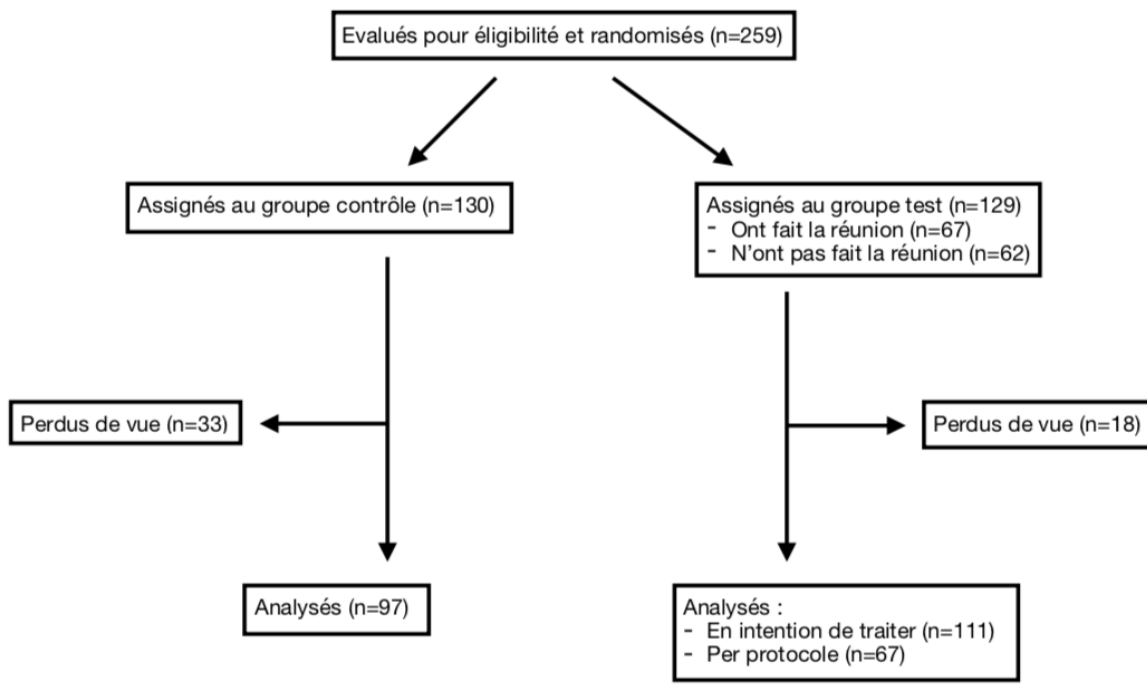 Evalués pour éligibilité et randomisés (n=259)
Assignés au groupe contrôle (n=130)
Assignés au groupe test (n=129)
- Ont fait la réunion (n=67)
- N'ont pas fait la réunion (n=62)
Perdus de vue (n=33)
Perdus de vue (n=18)
Analysés (n=97)
Analysés :
- En intention de traiter (n=111)
- Per protocole (n=67)